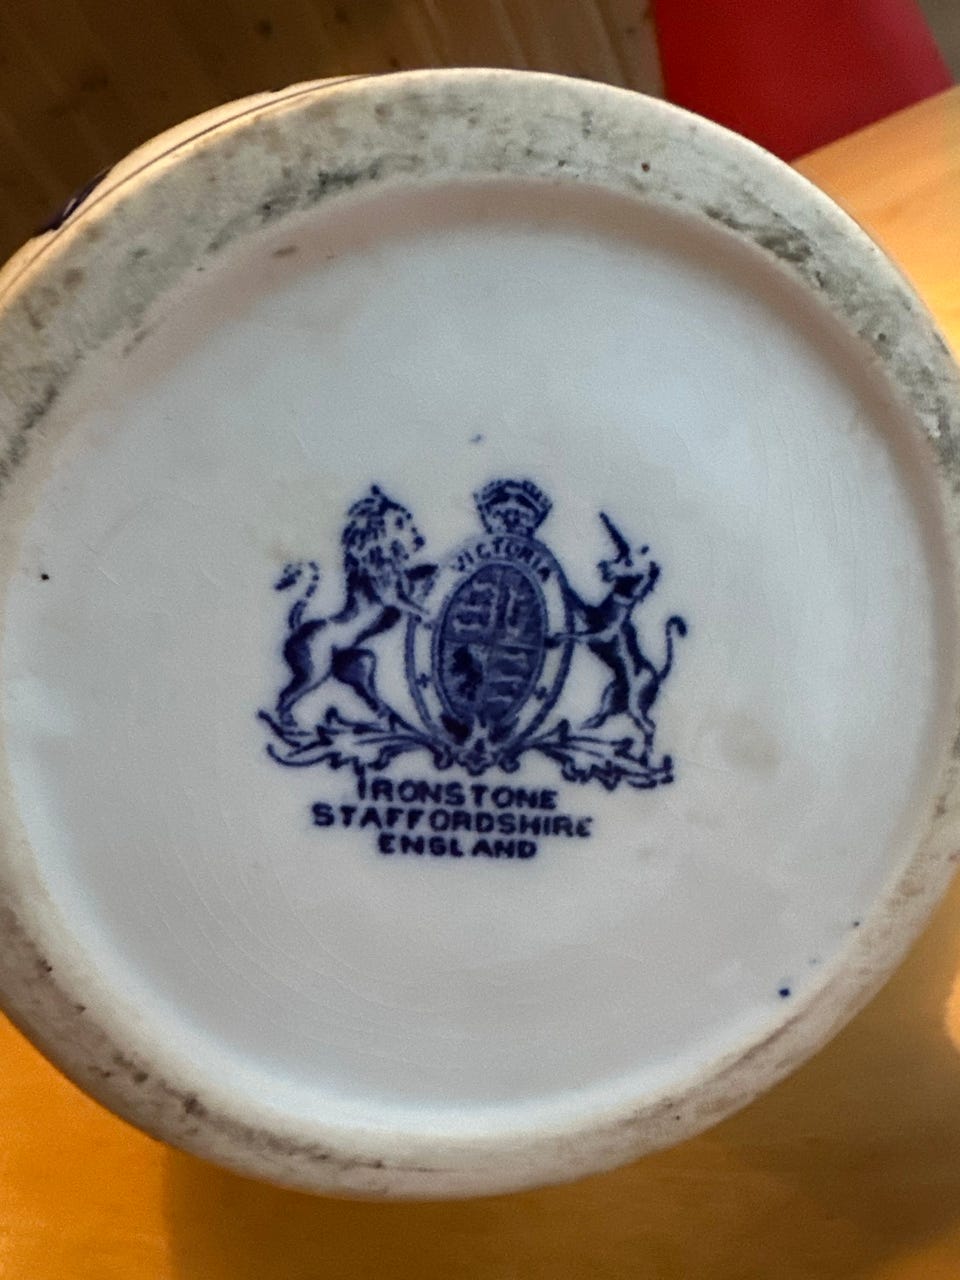 VICTORIA
IRONSTONE
STAFFORDSHIRE
ENGLAND